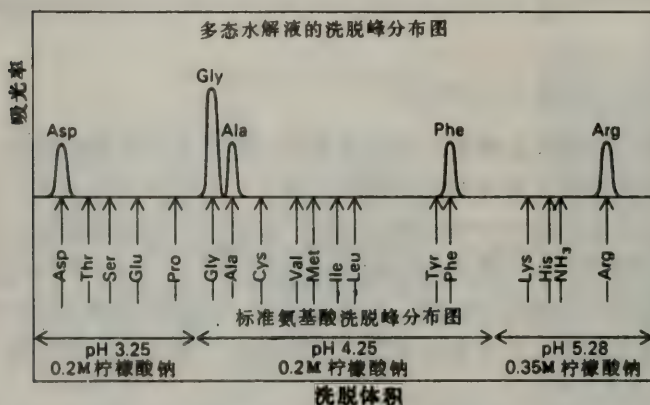 多态水解液的洗脱峰分布图
吸光率
Gly
Asp
Ala
Phe
Arg
Asp
Thr
Ser
Glu
Pro
Gly
Ala
Cys
Val
Met
Ile
Leu
Tyr
Phe
Lys
His
NH₃
Arg
标准氨基酸洗脱峰分布图
pH 3.25
0.2M 柠檬酸钠
pH 4.25
0.2M 柠檬酸钠
pH 5.28
0.35M 柠檬酸钠
洗脱体积